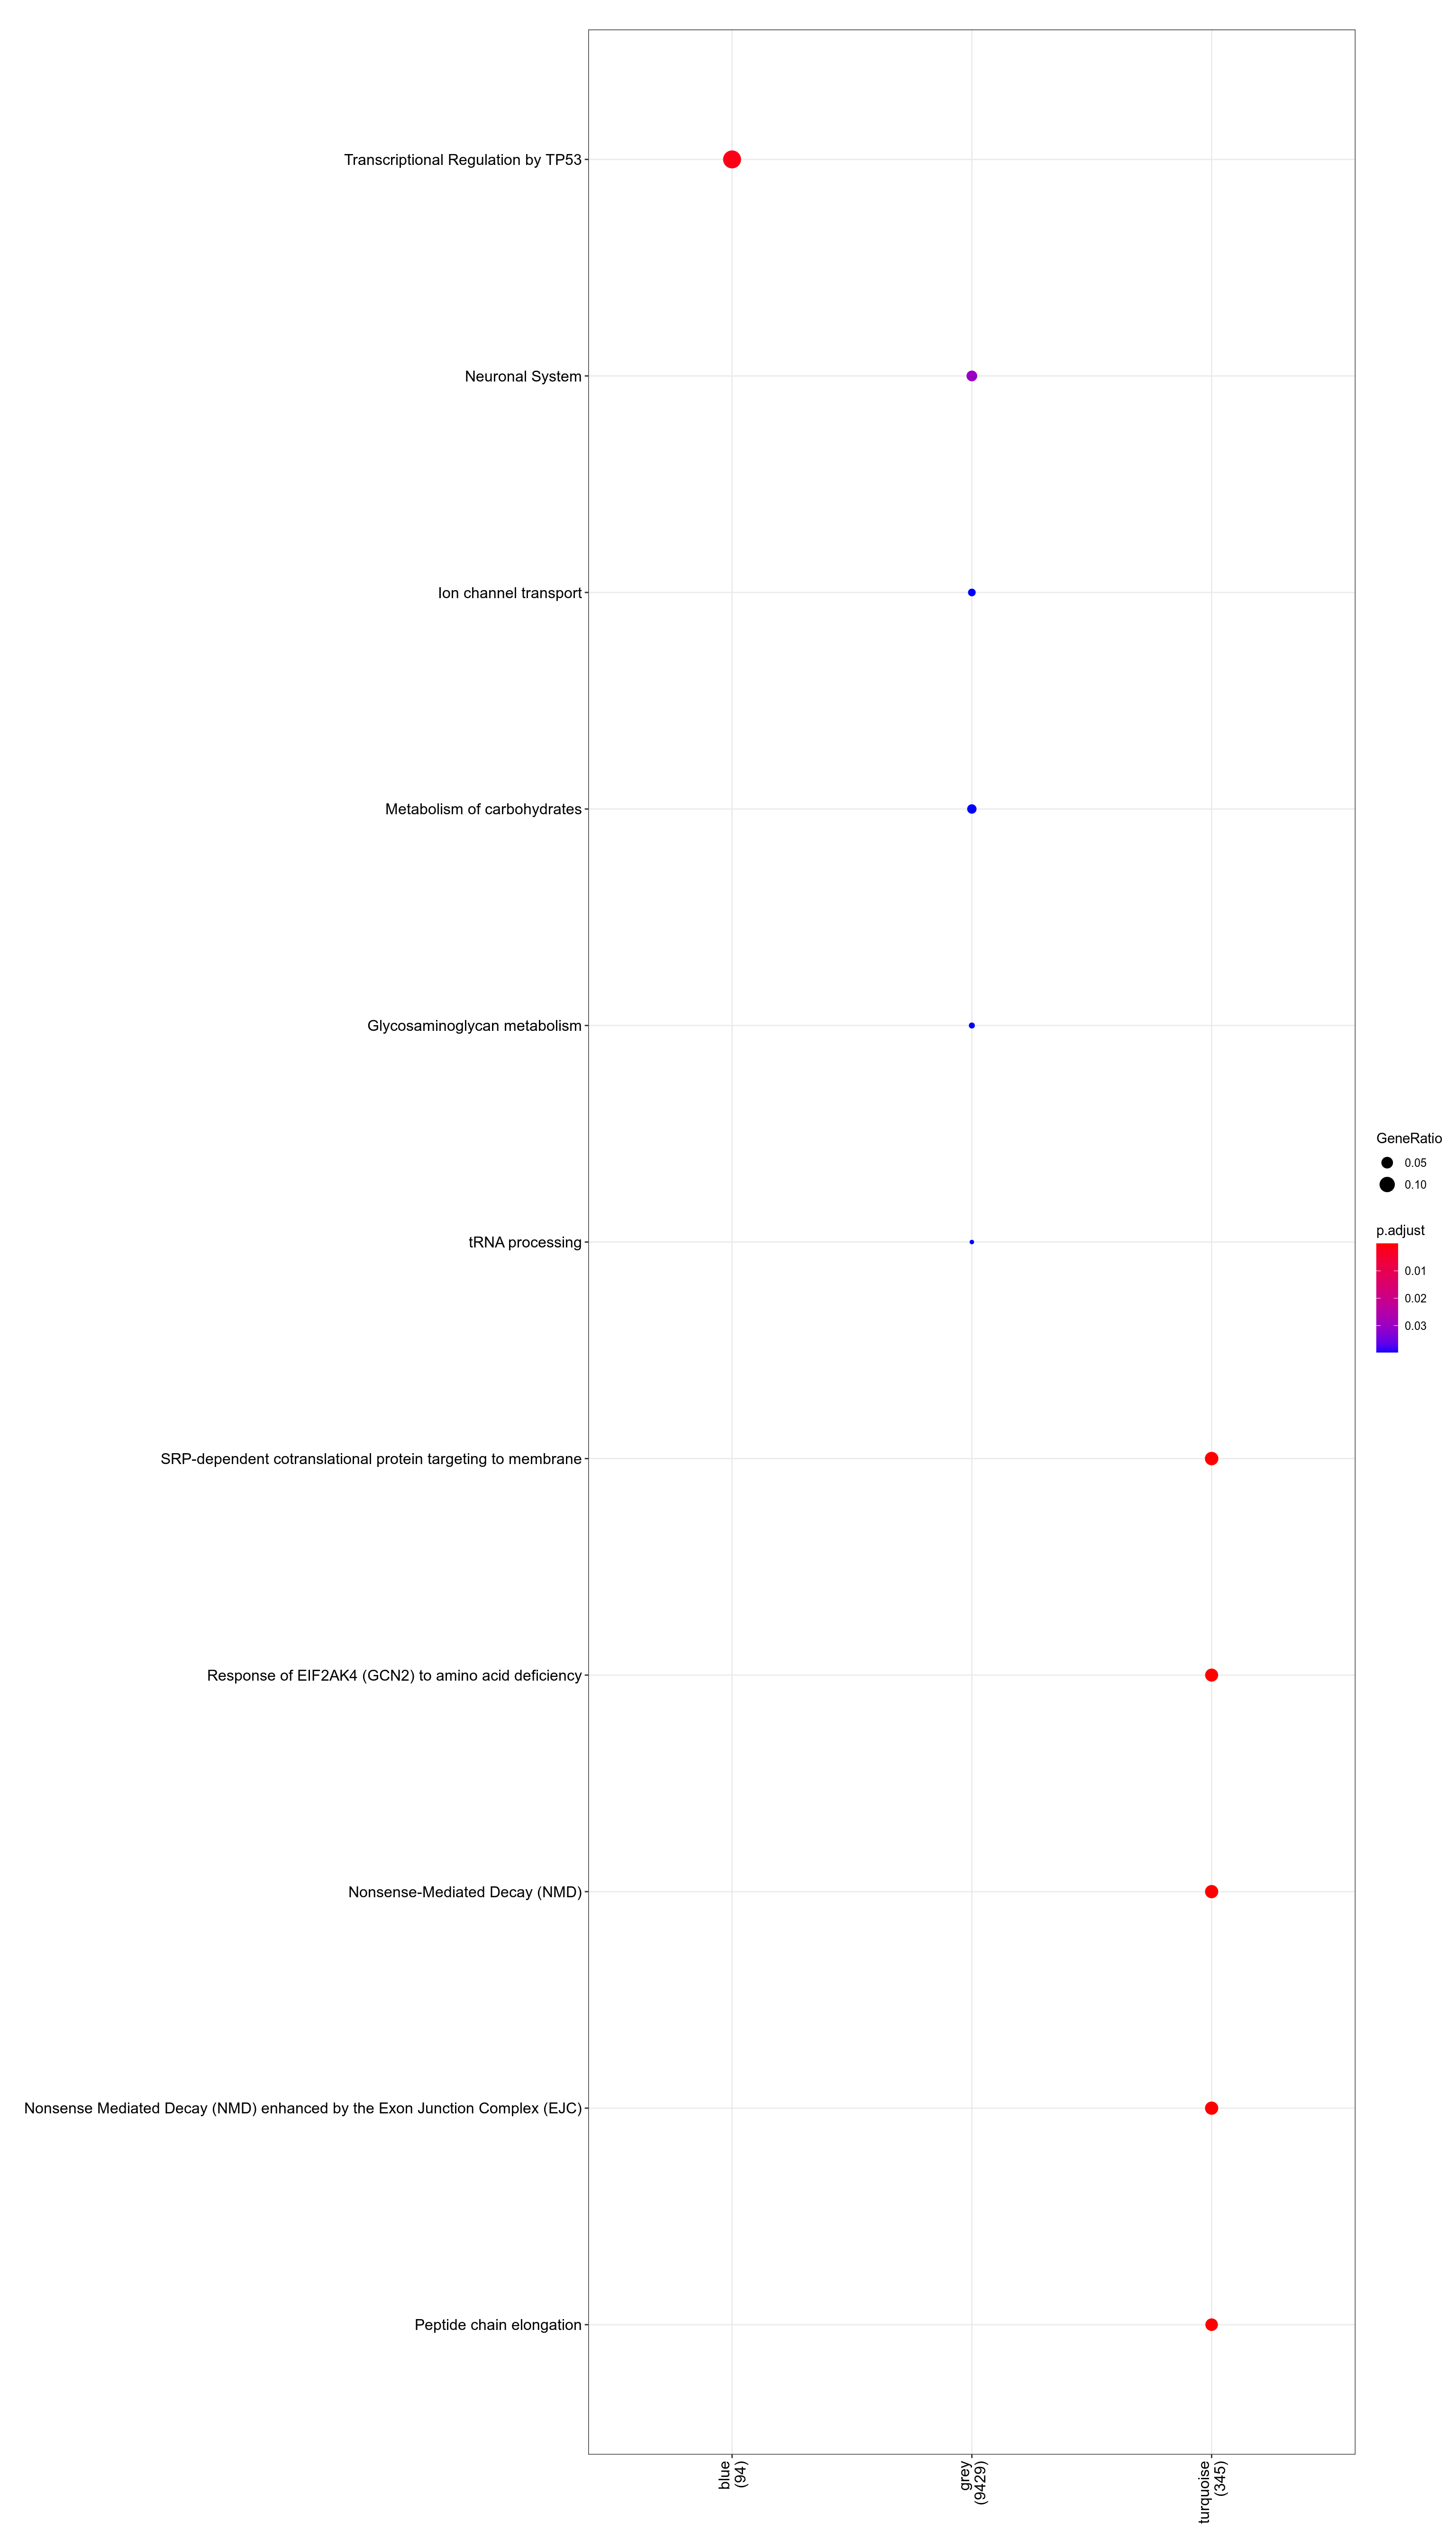 Transcriptional Regulation by TP53
Neuronal System
Ion channel transport
Metabolism of carbohydrates
Glycosaminoglycan metabolism
tRNA processing
SRP-dependent cotranslational protein targeting to membrane
Response of EIF2AK4 (GCN2) to amino acid deficiency
Nonsense-Mediated Decay (NMD)
Nonsense Mediated Decay (NMD) enhanced by the Exon Junction Complex (EJC)
Peptide chain elongation
blue
(94)
grey
(9429)
turquoise
(345)
GeneRatio
0.05
0.10
p.adjust
0.01
0.02
0.03